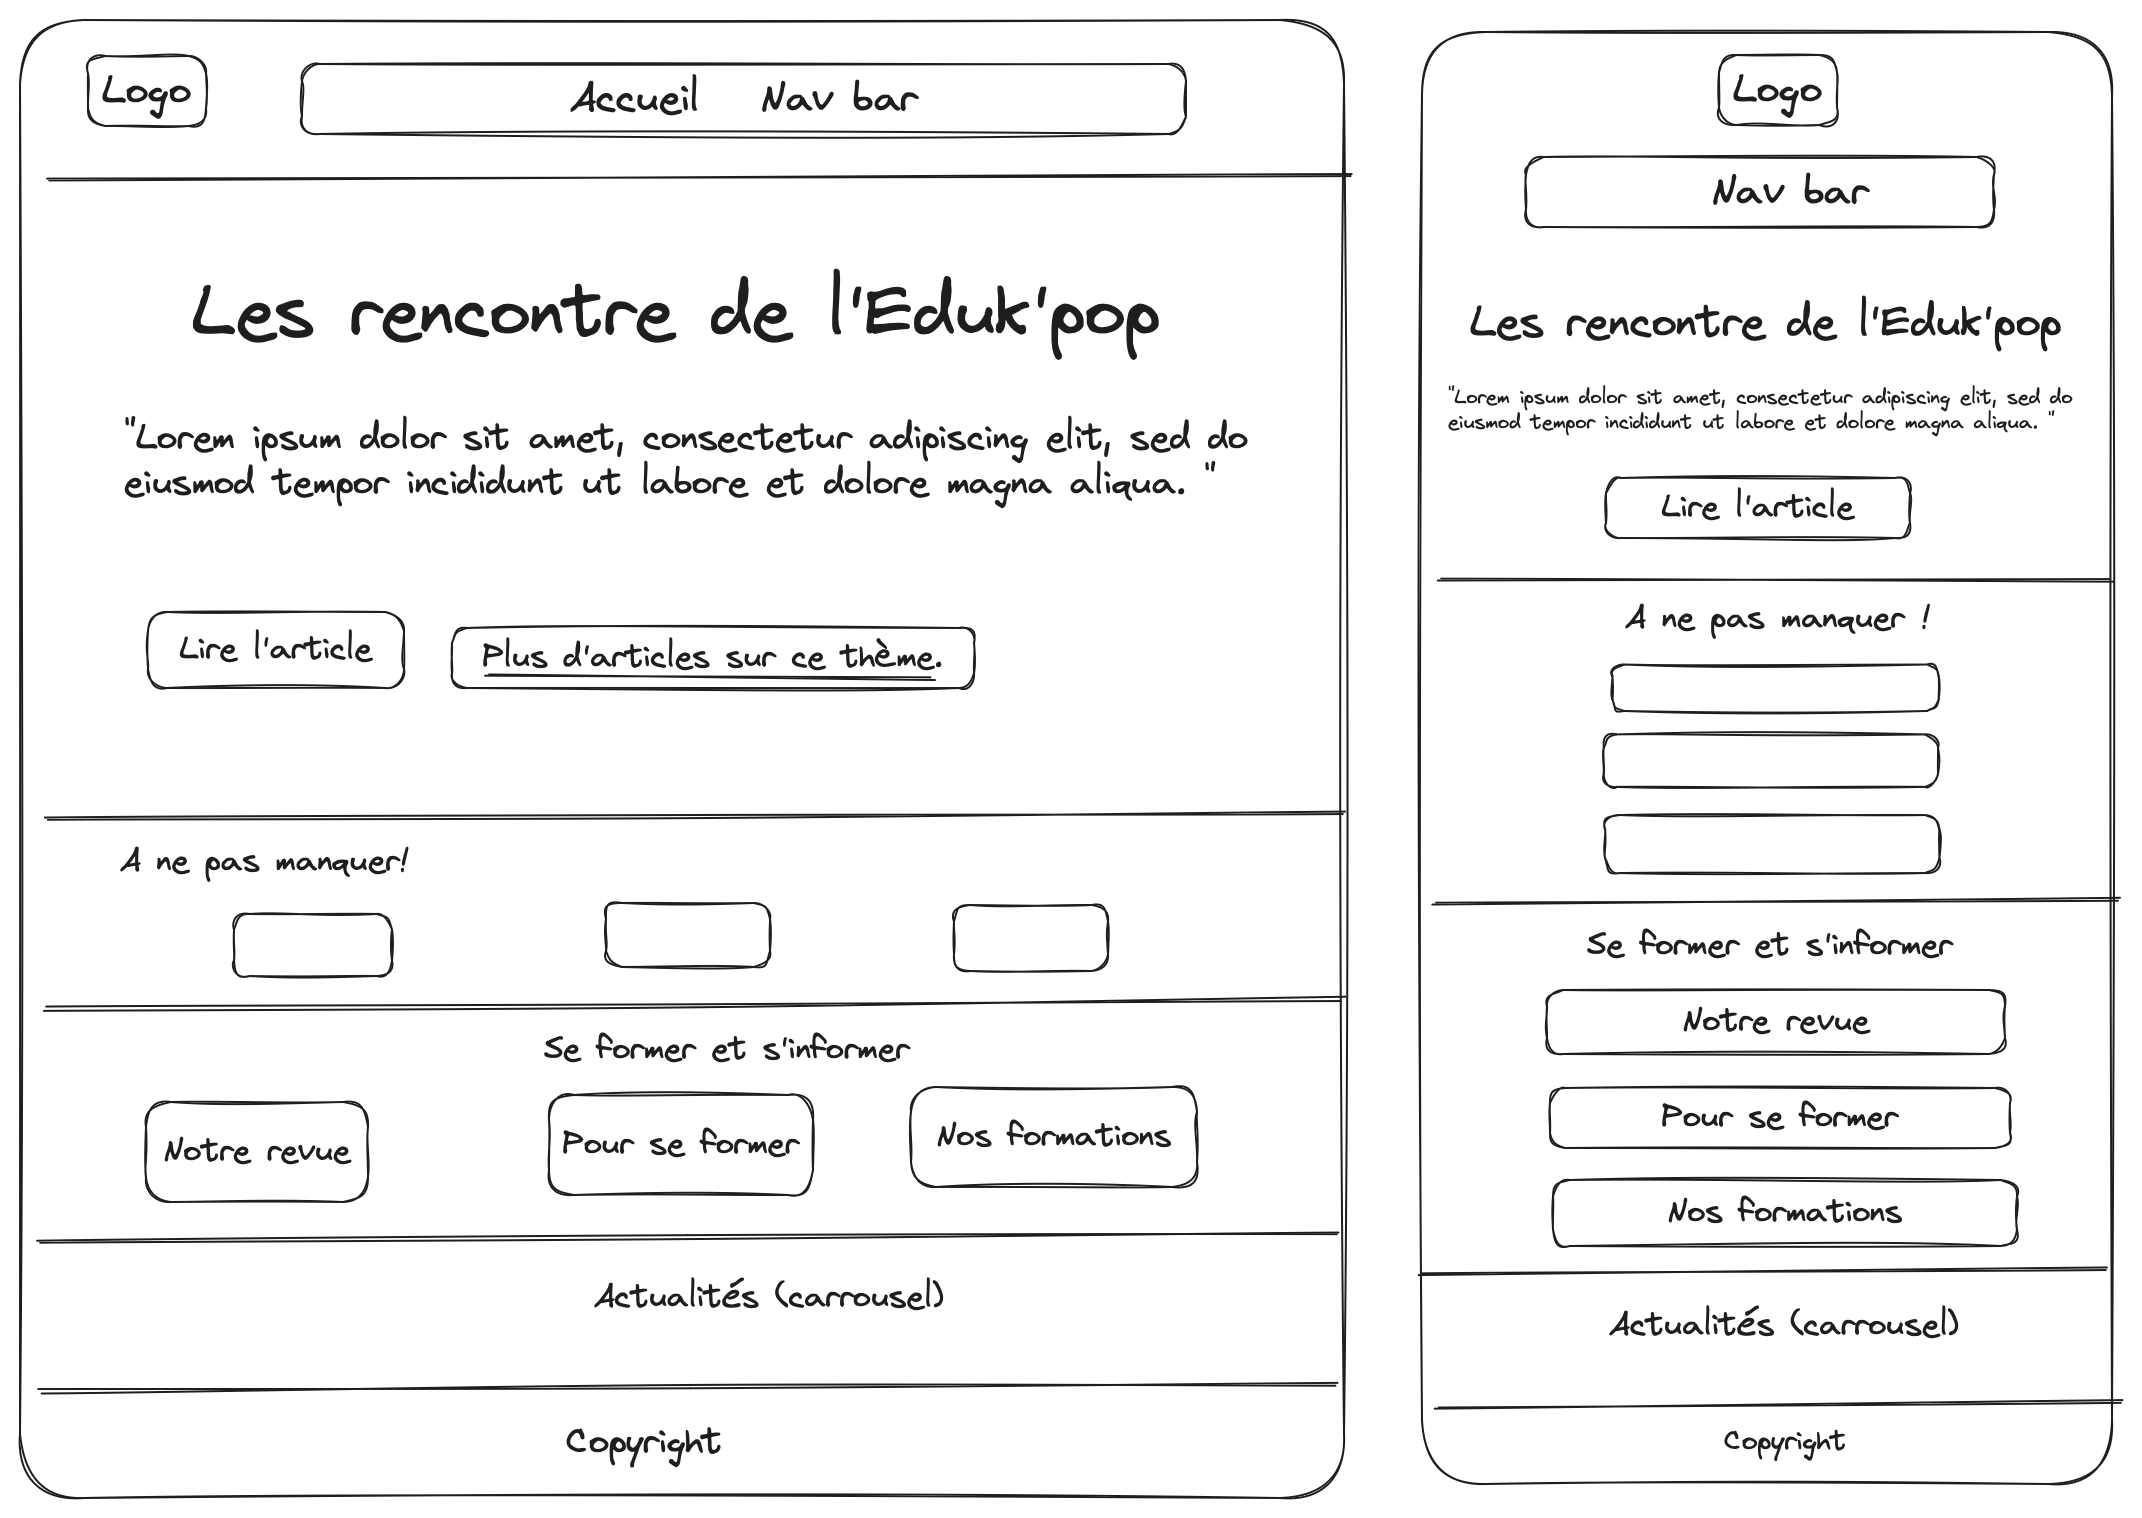 Logo
Accueil Nav bar
Les rencontre de l'Eduk'pop
"Lorem ipsum dolor sit amet, consectetur adipiscing elit, sed do
eiusmod tempor incididunt ut labore et dolore magna aliqua. "
Lire l'article
Plus d'articles sur ce thème.
A ne pas manquer!
Se former et s'informer
Notre revue
Pour se former
Nos formations
Actualités (carrousel)
Copyright
Logo
Nav bar
Les rencontre de l'Eduk'pop
"Lorem ipsum dolor sit amet, consectetur adipiscing elit, sed do
eiusmod tempor incididunt ut labore et dolore magna aliqua. "
Lire l'article
A ne pas manquer !
Se former et s'informer
Notre revue
Pour se former
Nos formations
Actualités (carrousel)
Copyright